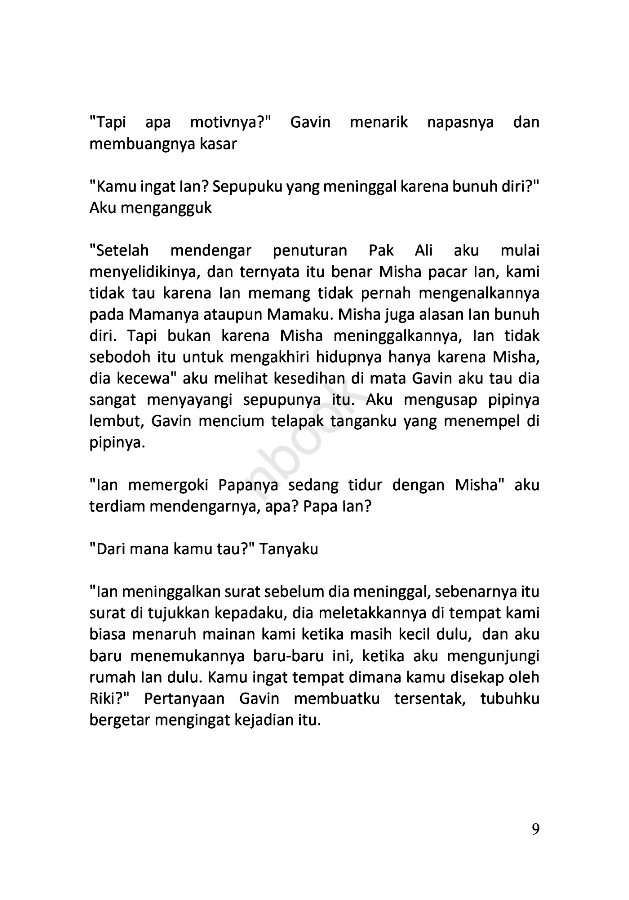 "Tapi apa motivnya?" Gavin menarik napasnya dan
membuangnya kasar
"Kamu ingat Ian? Sepupuku yang meninggal karena bunuh diri?"
Aku mengangguk
"Setelah mendengar penuturan Pak Ali aku mulai
menyelidikinya, dan ternyata itu benar Misha pacar Ian, kami
tidak tau karena Ian memang tidak pernah mengenalkannya
pada Mamanya ataupun Mamaku. Misha juga alasan Ian bunuh
diri. Tapi bukan karena Misha meninggalkannya, Ian tidak
sebodoh itu untuk mengakhiri hidupnya hanya karena Misha,
dia kecewa" aku melihat kesedihan di mata Gavin aku tau dia
sangat menyayangi sepupunya itu. Aku mengusap pipinya
lembut, Gavin mencium telapak tanganku yang menempel di
pipinya.
"Ian memergoki Papanya sedang tidur dengan Misha" aku
terdiam mendengarnya, apa? Papa Ian?
"Dari mana kamu tau?" Tanyaku
"Ian meninggalkan surat sebelum dia meninggal, sebenarnya itu
surat di tujukkan kepadaku, dia meletakkannya di tempat kami
biasa menaruh mainan kami ketika masih kecil dulu, dan aku
baru menemukannya baru-baru ini, ketika aku mengunjungi
rumah Ian dulu. Kamu ingat tempat dimana kamu disekap oleh
Riki?" Pertanyaan Gavin membuatku tersentak, tubuhku
bergetar mengingat kejadian itu.
nbook
9